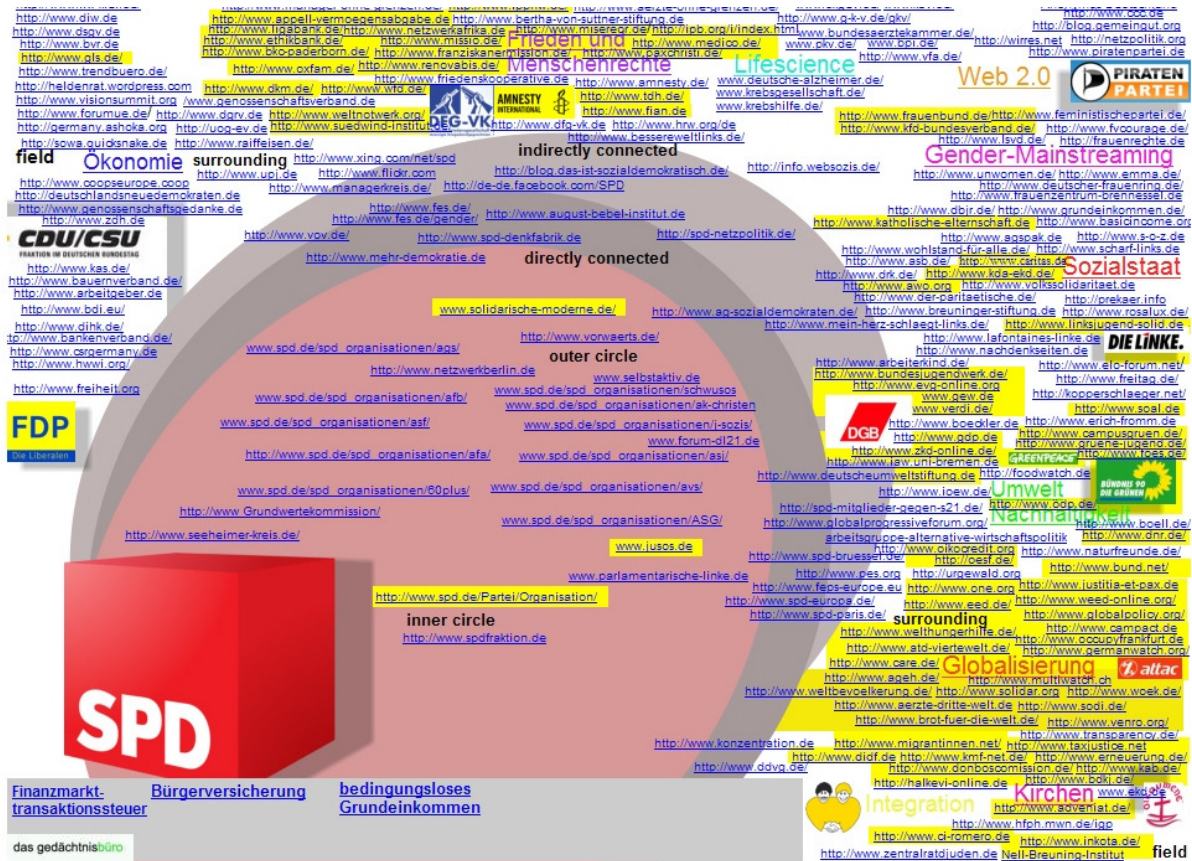 http://www.diw.de
http://www.dsgv.de
http://www.bvr.de
http://www.gls.de/
http://www.trendbuero.de/
http://heldenrat.wordpress.com
http://www.visionsummit.org
/www.genossenschaftsverband.de
http://www.forumue.de/
http://www.dgrv.de
http://germany.ashoka.org
http://uog-ev.de
http://sowa.quicksnake.de
http://www.raiffeisen.de/
http://www.appell-vermoegensabgabe.de
http://www.bertha-von-suttner-stiftung.de
http://www.ligabank.de/
http://www.netzwerkafrika.de
http://www.misereor.de/
http://ipb.org/i/index.html
http://www.ethikbank.de/
http://www.missio.de/
Frieden und
http://www.medico.de/
http://www.bko-paderborn.de/
http://www.franziskanermission.de/
http://www.paxchristi.de/
http://www.oxfam.de/
http://www.renovabis.de/
Menschenrechte
http://www.friedenskooperative.de
http://www.amnesty.de/
http://www.dkm.de/
http://www.wfd.de/
http://www.tdh.de/
http://www.weltnotwerk.org/
DFG-VK
AMNESTY
INTERNATIONAL
http://www.fian.de/
http://www.suedwind-institut.de/
http://www.dfg-vk.de
http://www.hrw.org/de
http://www.bessereweltlinks.de/
http://www.g-k-v.de/gkv/
www.bundesaerztekammer.de/
www.pkv.de/
www.bpi.de/
http://www.vfa.de/
Lifescience
www.deutsche-alzheimer.de/
www.krebsgesellschaft.de/
www.krebshilfe.de/
http://www.ccc.de
http://blog.gemeingut.org
http://wirres.net
http://netzpolitik.org
http://www.piratenpartei.de
Web 2.0
PIRATEN
PARTEI
http://www.frauenbund.de/
http://www.feministischepartei.de/
http://www.kfd-bundesverband.de/
http://www.fvcourage.de/
http://www.lsvd.de/
http://frauenrechte.de
Gender-Mainstreaming
http://www.unwomen.de/
http://www.emma.de/
http://www.deutscher-frauenring.de/
http://www.frauenzentrum-brennessel.de
field
Ökonomie
surrounding
http://www.xing.com/net/spd
http://www.upj.de
http://www.flickr.com
http://www.coopseurope.coop
http://www.managerkreis.de/
http://deutschlandsneuedemokraten.de
http://www.genossenschaftsgedanke.de
http://www.zdh.de
CDU/CSU
FRAKTION IM DEUTSCHEN BUNDESTAG
http://www.kas.de/
http://www.bauernverband.de/
http://www.arbeitgeber.de
http://www.bdi.eu/
http://www.dihk.de/
http://www.bankenverband.de/
http://www.csrgermany.de
http://www.hwwi.org/
http://www.freiheit.org
FDP
Die Liberalen
indirectly connected
http://blog.das-ist-sozialdemokratisch.de/
http://info.websozis.de/
http://de-de.facebook.com/SPD
http://www.fes.de/
http://www.fes.de/gender/
http://www.august-bebel-institut.de
http://www.vov.de/
http://www.spd-denkfabrik.de
http://spd-netzpolitik.de/
http://www.mehr-demokratie.de
directly connected
www.solidarische-moderne.de/
http://www.ag-sozialdemokraten.de/
http://www.vorwaerts.de/
www.spd.de/spd_organisationen/ags/
outer circle
http://www.netzwerkberlin.de
www.selbstaktiv.de
www.spd.de/spd_organisationen/schwusos
www.spd.de/spd_organisationen/afb/
www.spd.de/spd_organisationen/ak-christen
www.spd.de/spd_organisationen/asf/
www.spd.de/spd_organisationen/j-sozis/
www.forum-dl21.de
http://www.spd.de/spd_organisationen/afa/
www.spd.de/spd_organisationen/asj/
www.spd.de/spd_organisationen/60plus/
www.spd.de/spd_organisationen/avs/
http://www.Grundwertekommission/
www.spd.de/spd_organisationen/ASG/
http://www.seeheimer-kreis.de/
www.jusos.de
www.parlamentarische-linke.de
http://www.spd.de/Partei/Organisation/
inner circle
http://www.spdfraktion.de
SPD
http://www.dbjr.de/
http://www.grundeinkommen.de/
http://www.katholische-elternschaft.de
http://www.basicincome.org
http://www.agspak.de
http://www.s-o-z.de
http://www.wohlstand-für-alle.de/
http://www.scharf-links.de
http://www.asb.de/
http://www.caritas.de
Sozialstaat
http://www.drk.de/
http://www.kda-ekd.de/
http://www.awo.org
http://www.volkssolidaritaet.de
http://www.der-paritaetische.de/
http://prekaer.info
http://www.breuninger-stiftung.de
http://www.rosalux.de/
http://www.mein-herz-schlaegt-links.de/
http://www.linksjugend-solid.de
http://www.lafontaines-linke.de
http://www.nachdenkseiten.de
DIE LINKE.
http://www.arbeiterkind.de/
http://www.elo-forum.net/
http://www.bundesjugendwerk.de/
http://www.freitag.de/
http://www.evg-online.org
http://kopperschlaeger.net/
www.gew.de
www.verdi.de/
http://www.soal.de
DGB
http://www.boeckler.de
http://www.erich-fromm.de
http://www.gdp.de
http://www.campusgruen.de/
http://www.zkd-online.de/
http://www.gruene-jugend.de/
http://www.foes.de/
http://www.iaw.uni-bremen.de
GREENPEACE
http://www.deutscheumweltstiftung.de
http://foodwatch.de
BÜNDNIS 90
DIE GRÜNEN
http://www.ioew.de/
Umwelt
http://www.odp.de/
http://spd-mitglieder-gegen-s21.de/
Nachhaltigkeit
http://www.globalprogressiveforum.org/
http://www.boell.de/
arbeitsgruppe-alternative-wirtschaftspolitik
http://www.dnr.de/
http://www.oikocredit.org
http://www.naturfreunde.de/
http://www.spd-bruessel.de/
http://oesf.de/
http://www.bund.net/
http://www.pes.org
http://urgewald.org
http://www.feps-europe.eu
http://www.one.org
http://www.justitia-et-pax.de
http://www.spd-europa.de/
http://www.eed.de/
http://www.weed-online.org/
http://www.spd-paris.de/
http://www.globalpolicy.org/
surrounding
http://www.campact.de
http://www.welthungerhilfe.de/
http://www.occupyfrankfurt.de
http://www.atd-viertewelt.de
http://www.germanwatch.org/
http://www.care.de/
Globalisierung
attac
http://www.ageh.de/
http://www.multiwatch.ch
http://www.weltbevoelkerung.de/
http://www.solidar.org
http://www.woek.de/
http://www.aerzte-dritte-welt.de
http://www.sodi.de/
http://www.brot-fuer-die-welt.de/
http://www.venro.org/
http://www.transparency.de/
http://www.konzentration.de
http://www.migrantinnen.net/
http://www.taxjustice.net
http://www.didf.de
http://www.kmf-net.de/
http://www.erneuerung.de/
http://www.ddvg.de/
http://www.donboscomission.de/
http://www.kab.de/
http://halkevi-online.de
http://www.bdkj.de/
Kirchen
www.ekd.de
Integration
http://www.adveniat.de/
http://www.hfph.mwn.de/igp
http://www.ci-romero.de
http://www.inkota.de/
http://www.zentralratdjuden.de
Nell-Breuning-Institut
field
Finanzmarkt-
transaktionssteuer
Bürgerversicherung
bedingungsloses
Grundeinkommen
das gedächtnisbüro